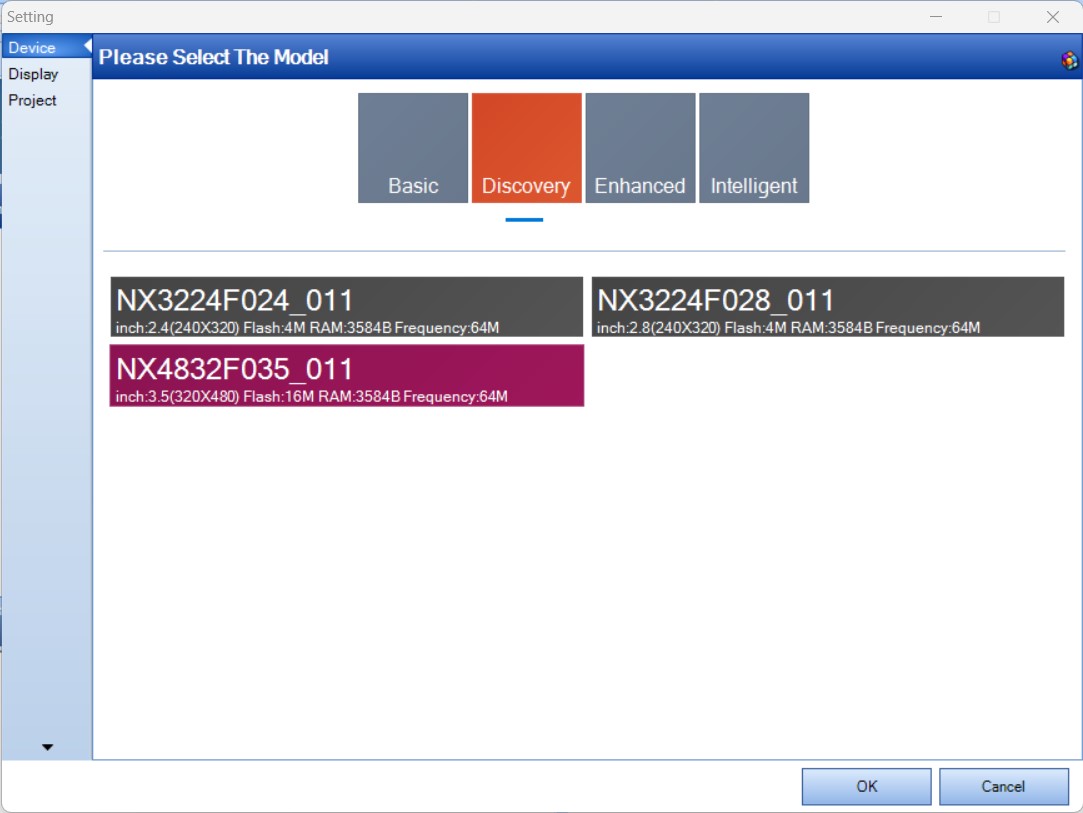 Setting
Device
Display
Project
Please Select The Model
Basic
Discovery
Enhanced
Intelligent
NX3224F024_011
inch:2.4(240X320) Flash:4M RAM:3584B Frequency:64M
NX3224F028_011
inch:2.8(240X320) Flash:4M RAM:3584B Frequency:64M
NX4832F035_011
inch:3.5(320X480) Flash:16M RAM:3584B Frequency:64M
OK
Cancel